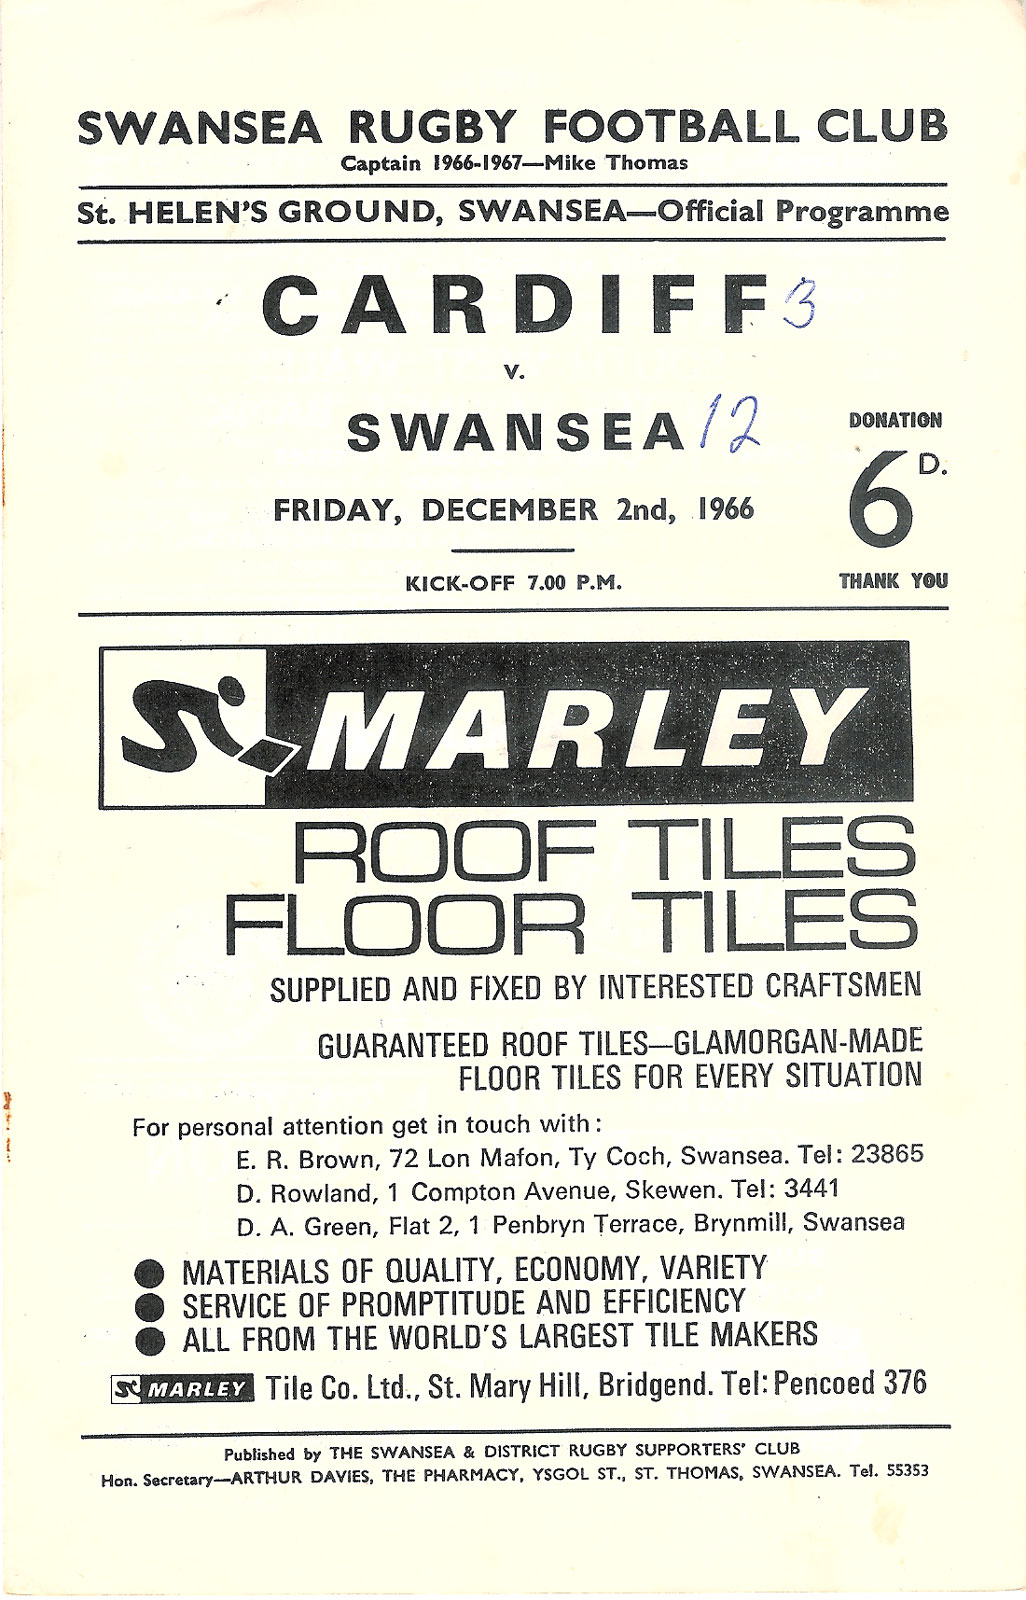 SWANSEA RUGBY FOOTBALL CLUB
Captain 1966-1967—Mike Thomas
St. HELEN'S GROUND, SWANSEA—Official Programme
CARDIFF 3
v.
SWANSEA 12
DONATION
6D.
FRIDAY, DECEMBER 2nd, 1966
KICK-OFF 7.00 P.M.
THANK YOU
MARLEY
ROOF TILES
FLOOR TILES
SUPPLIED AND FIXED BY INTERESTED CRAFTSMEN
GUARANTEED ROOF TILES—GLAMORGAN-MADE
FLOOR TILES FOR EVERY SITUATION
For personal attention get in touch with:
E. R. Brown, 72 Lon Mafon, Ty Coch, Swansea. Tel: 23865
D. Rowland, 1 Compton Avenue, Skewen. Tel: 3441
D. A. Green, Flat 2, 1 Penbryn Terrace, Brynmill, Swansea
● MATERIALS OF QUALITY, ECONOMY, VARIETY
● SERVICE OF PROMPTITUDE AND EFFICIENCY
● ALL FROM THE WORLD'S LARGEST TILE MAKERS
MARLEY Tile Co. Ltd., St. Mary Hill, Bridgend. Tel: Pencoed 376
Published by THE SWANSEA & DISTRICT RUGBY SUPPORTERS' CLUB
Hon. Secretary—ARTHUR DAVIES, THE PHARMACY, YSGOL ST., ST. THOMAS, SWANSEA. Tel. 55353